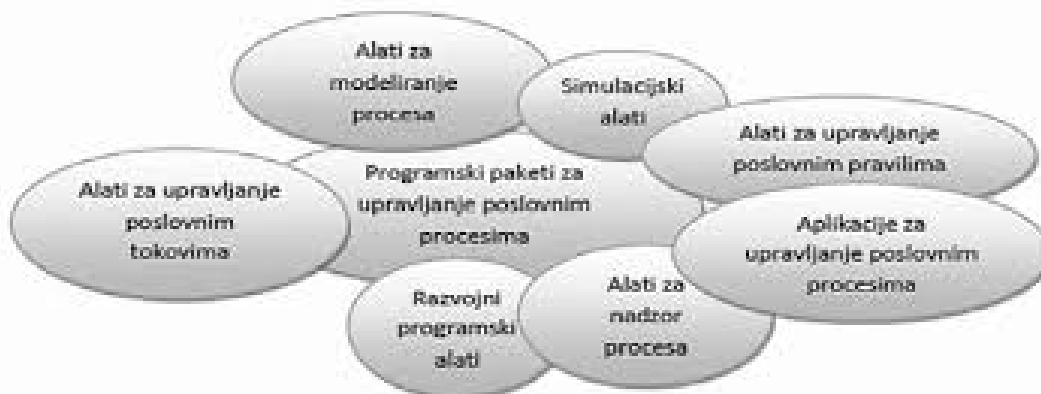 Alati za
modeliranje
procesa
Simulacijski
alati
Alati za upravljanje
poslovnim pravilima
Alati za upravljanje
poslovnim
tokovima
Programski paketi za
upravljanje poslovnim
procesima
Aplikacije za
upravljanje poslovnim
procesima
Razvojni
programski
alati
Alati za
nadzor
procesa